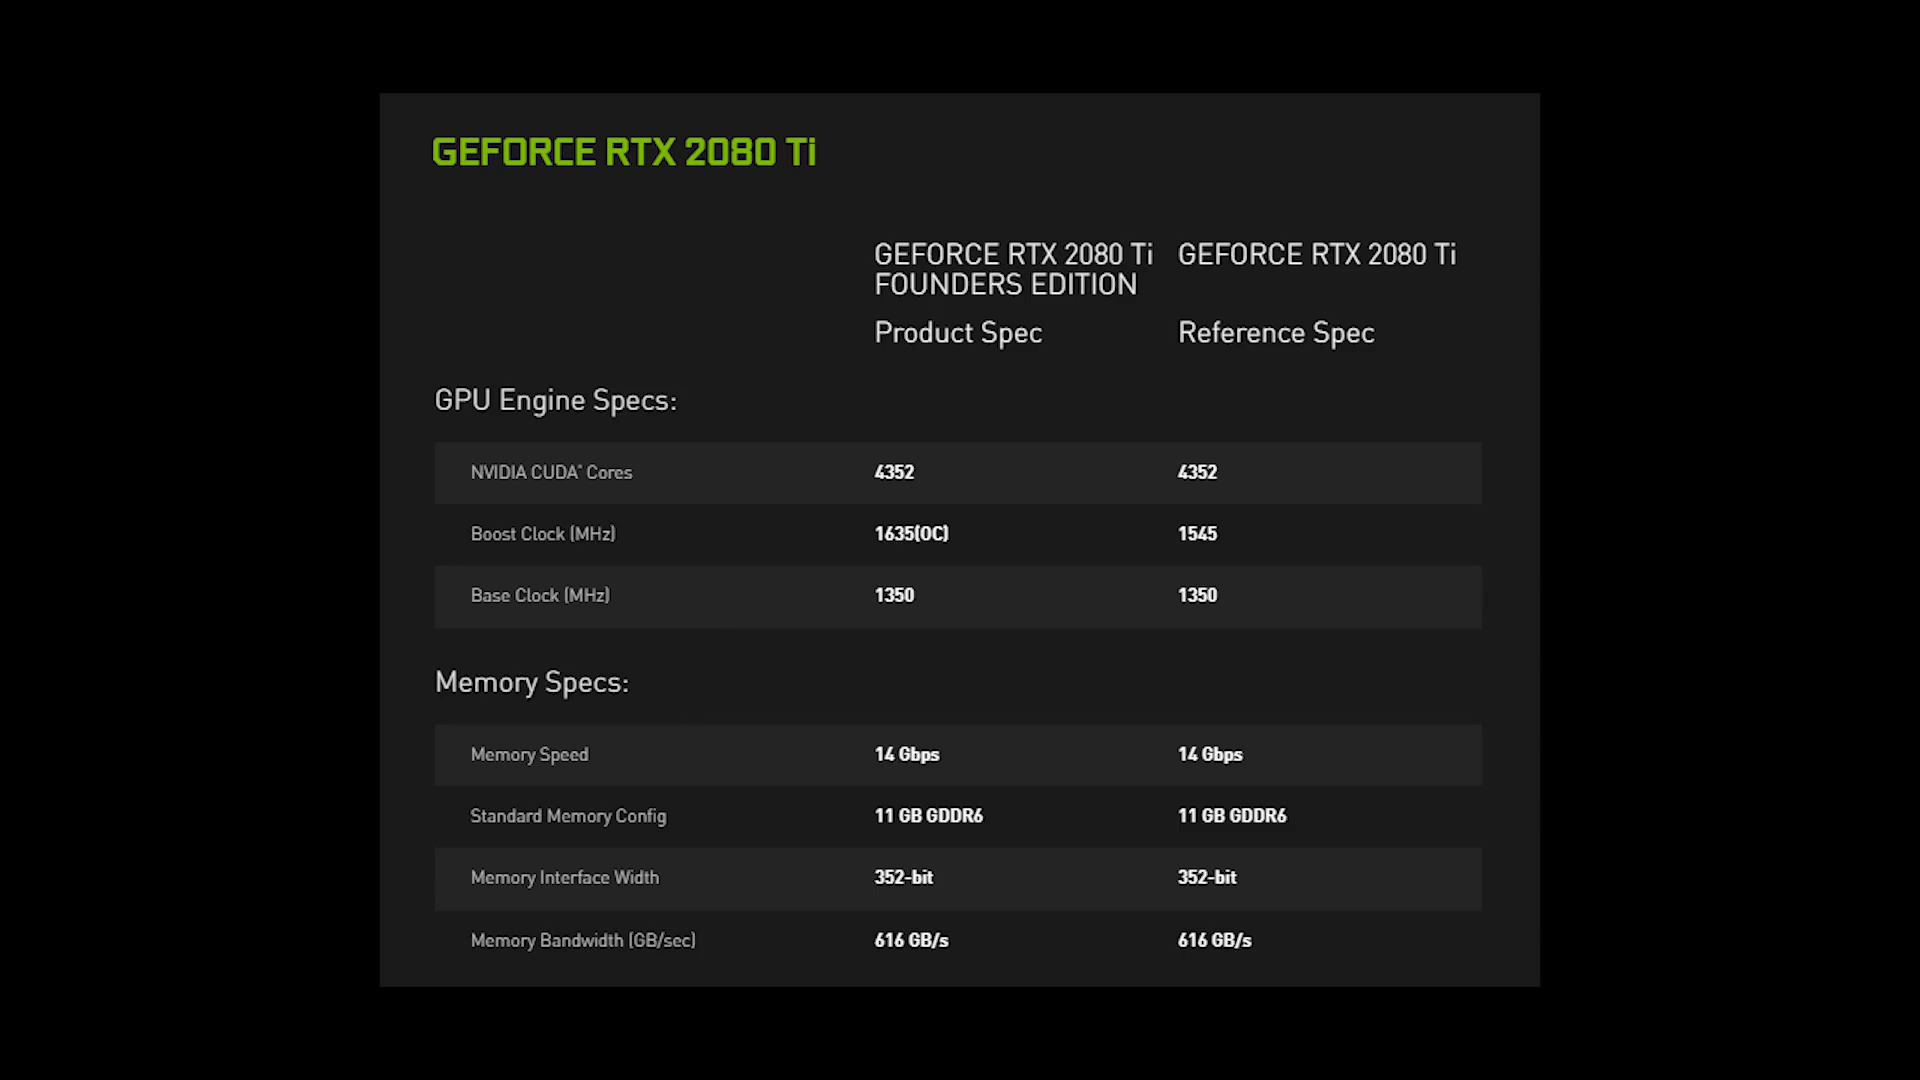 GEFORCE RTX 2080 Ti
GEFORCE RTX 2080 Ti GEFORCE RTX 2080 Ti
FOUNDERS EDITION
Product Spec Reference Spec
GPU Engine Specs:
NVIDIA CUDA® Cores 4352 4352
Boost Clock (MHz) 1635(OC) 1545
Base Clock (MHz) 1350 1350
Memory Specs:
Memory Speed 14 Gbps 14 Gbps
Standard Memory Config 11 GB GDDR6 11 GB GDDR6
Memory Interface Width 352-bit 352-bit
Memory Bandwidth (GB/sec) 616 GB/s 616 GB/s